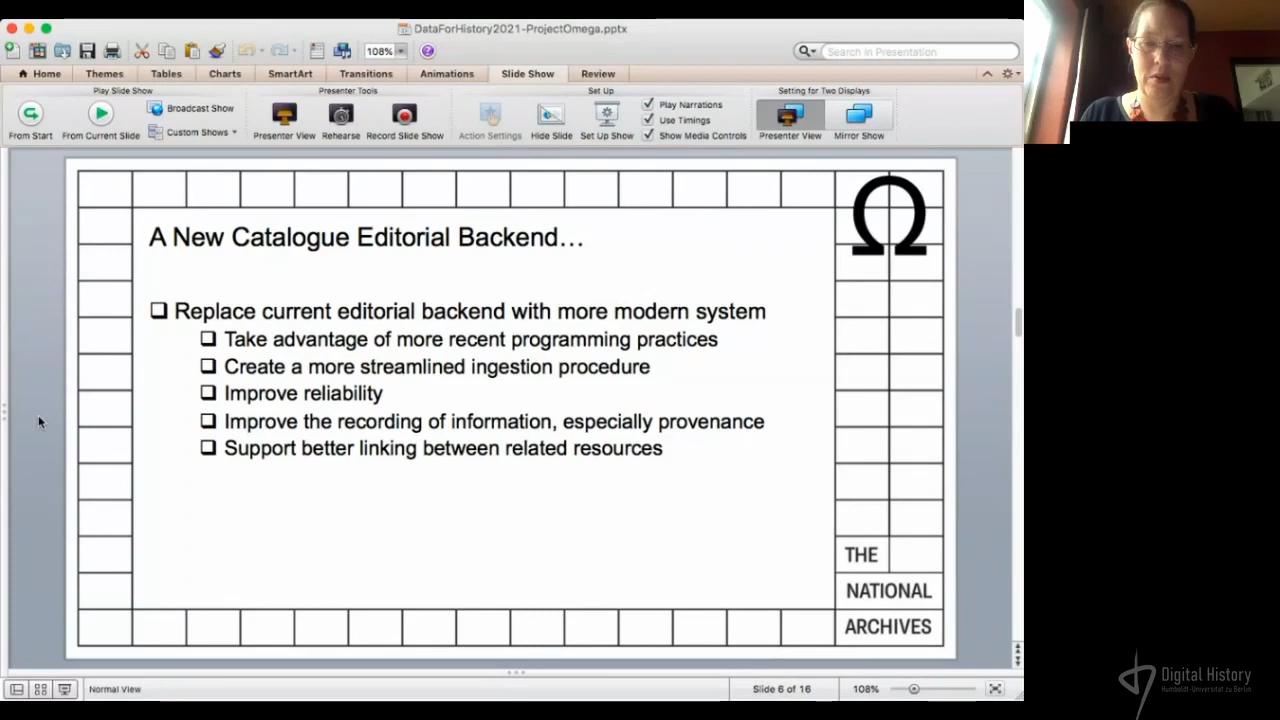 DataForHistory2021-ProjectOmega.pptx
108%
Search in Presentation
Home Themes Tables Charts SmartArt Transitions Animations Slide Show Review
Play Slide Show Presenter Tools Set Up Setting for Two Displays
From Start
From Current Slide
Broadcast Show
Custom Shows
Presenter View
Rehearse
Record Slide Show
Action Settings
Hide Slide
Set Up Show
Play Narrations
Use Timings
Show Media Controls
Presenter View
Mirror Show
Ω
A New Catalogue Editorial Backend…
Replace current editorial backend with more modern system
Take advantage of more recent programming practices
Create a more streamlined ingestion procedure
Improve reliability
Improve the recording of information, especially provenance
Support better linking between related resources
THE
NATIONAL
ARCHIVES
Normal View Slide 6 of 16 108%
Digital History
Humboldt-Universität zu Berlin